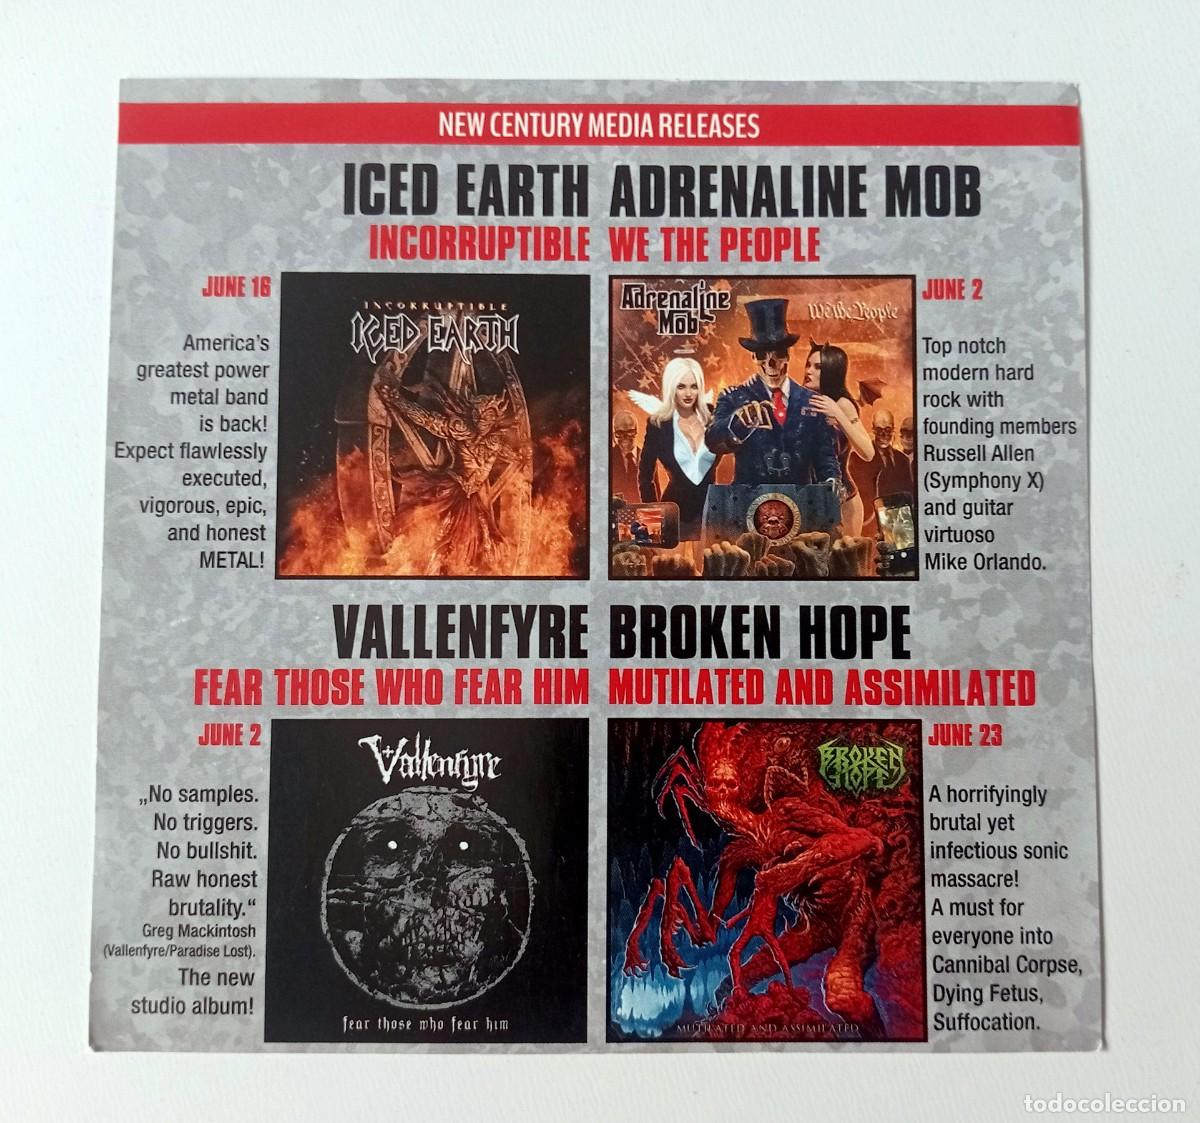 NEW CENTURY MEDIA RELEASES
ICED EARTH
INCORRUPTIBLE
JUNE 16
America's
greatest power
metal band
is back!
Expect flawlessly
executed,
vigorous, epic,
and honest
METAL!
INCORRUPTIBLE
ICED EARTH
ADRENALINE MOB
WE THE PEOPLE
Adrenaline
Mob
We the People
JUNE 2
Top notch
modern hard
rock with
founding members
Russell Allen
(Symphony X)
and guitar
virtuoso
Mike Orlando.
VALLENFYRE
FEAR THOSE WHO FEAR HIM
JUNE 2
„No samples.
No triggers.
No bullshit.
Raw honest
brutality.“
Greg Mackintosh
(Vallenfyre/Paradise Lost).
The new
studio album!
Vallenfyre
fear those who fear him
BROKEN HOPE
MUTILATED AND ASSIMILATED
BROKEN
HOPE
MUTILATED AND ASSIMILATED
JUNE 23
A horrifyingly
brutal yet
infectious sonic
massacre!
A must for
everyone into
Cannibal Corpse,
Dying Fetus,
Suffocation.
todocoleccion